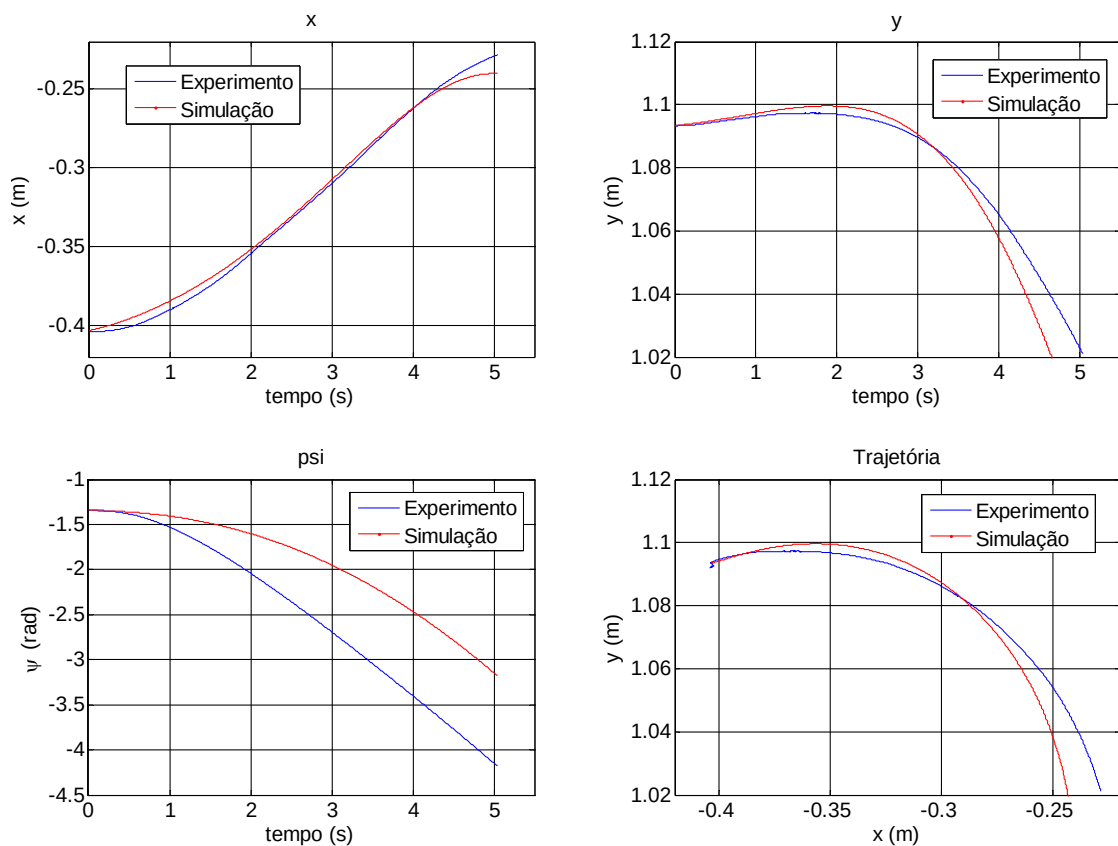 x
-0.25
-0.3
-0.35
-0.4
x (m)
Experimento
Simulação
0 1 2 3 4 5
tempo (s)
y
1.12
1.1
1.08
1.06
1.04
1.02
y (m)
Experimento
Simulação
0 1 2 3 4 5
tempo (s)
psi
-1
-1.5
-2
-2.5
-3
-3.5
-4
-4.5
ψ (rad)
Experimento
Simulação
0 1 2 3 4 5
tempo (s)
Trajetória
1.12
1.1
1.08
1.06
1.04
1.02
y (m)
Experimento
Simulação
-0.4 -0.35 -0.3 -0.25
x (m)